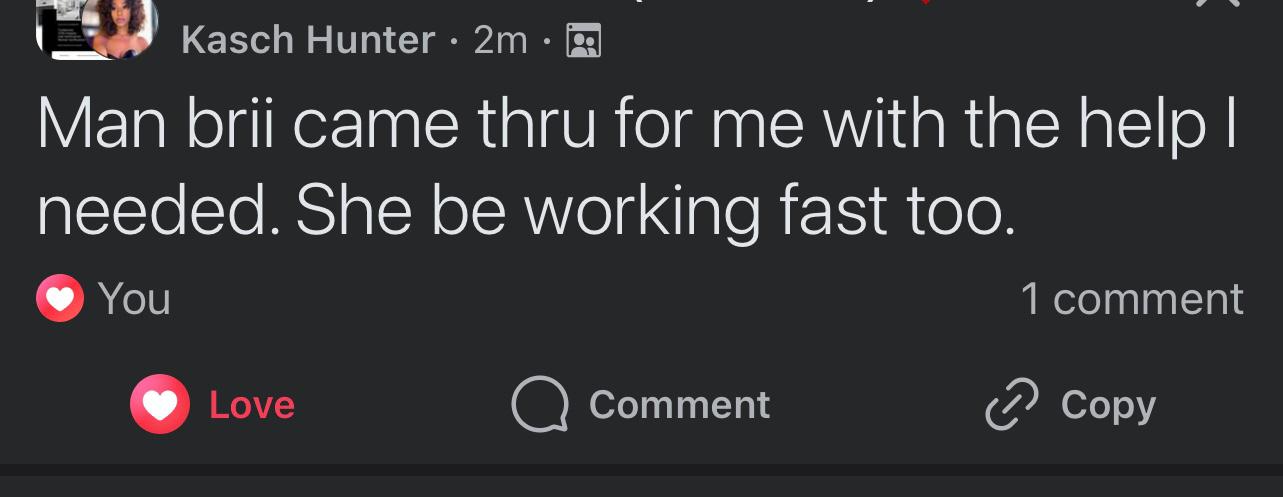 Kasch Hunter · 2m ·
Man brii came thru for me with the help I
needed. She be working fast too.
You
1 comment
Love
Comment
Copy